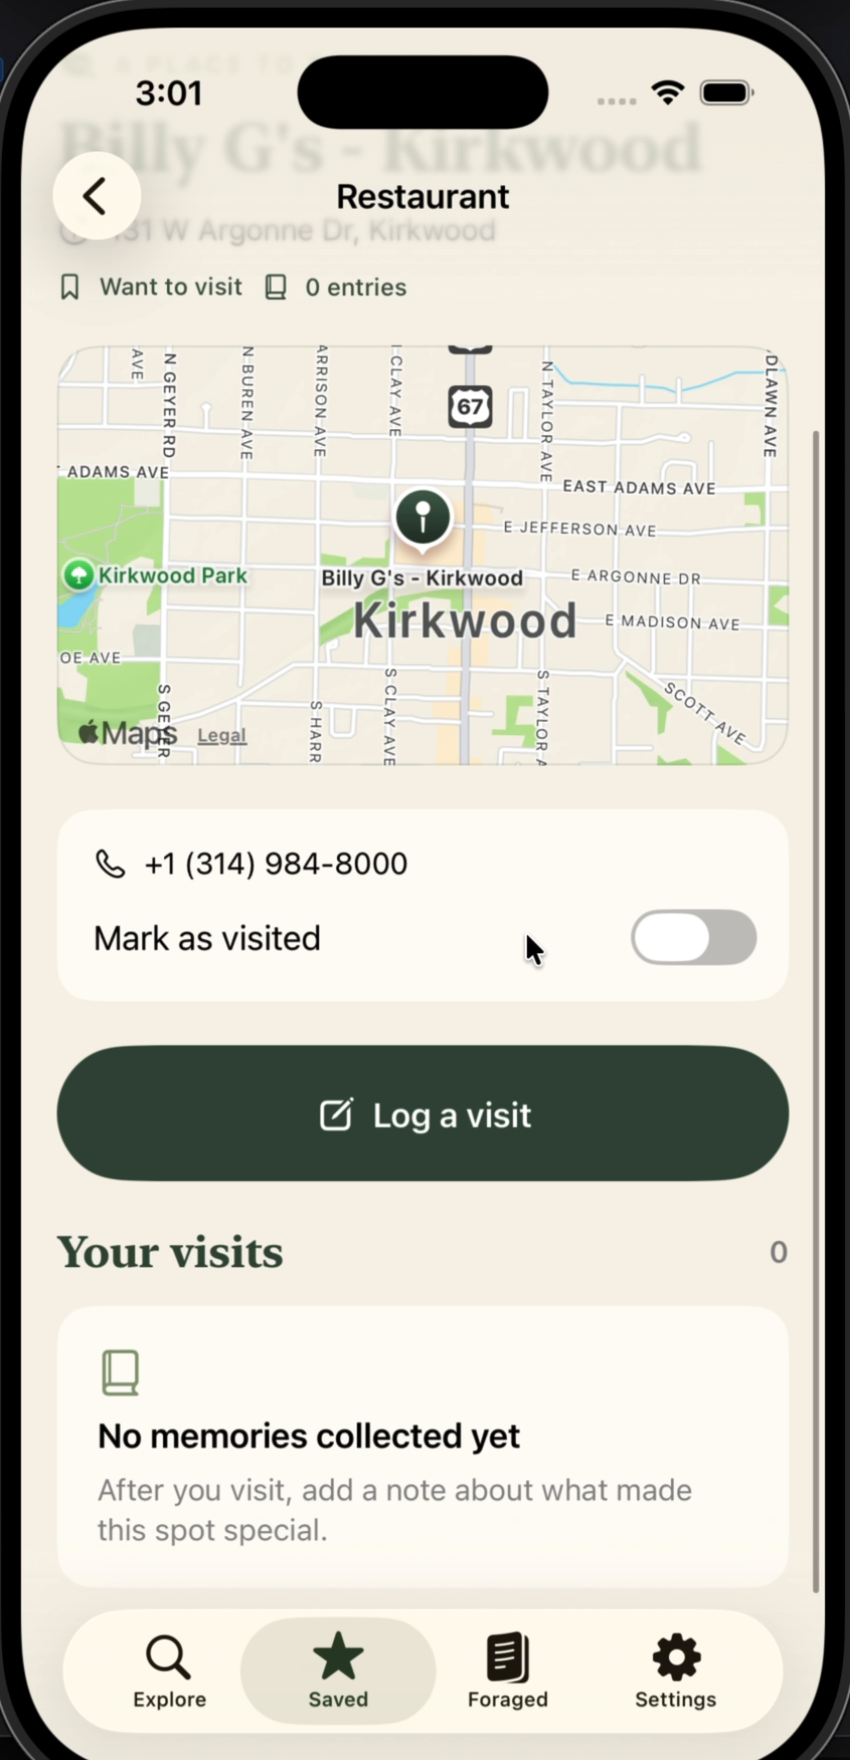 A PLACE TO
3:01
Billy G's - Kirkwood
Restaurant
131 W Argonne Dr, Kirkwood
Want to visit
0 entries
AVE
N GEYER RD
N BUREN AVE
ARRISON AVE
CLAY AVE
67
N TAYLOR AVE
DLAWN AVE
ADAMS AVE
EAST ADAMS AVE
E JEFFERSON AVE
Kirkwood Park
Billy G's - Kirkwood
E ARGONNE DR
Kirkwood
E MADISON AVE
OE AVE
S GEYER
S HARR
S CLAY AVE
S TAYLOR A
SCOTT AVE
Maps
Legal
+1 (314) 984-8000
Mark as visited
Log a visit
Your visits
0
No memories collected yet
After you visit, add a note about what made
this spot special.
Explore
Saved
Foraged
Settings